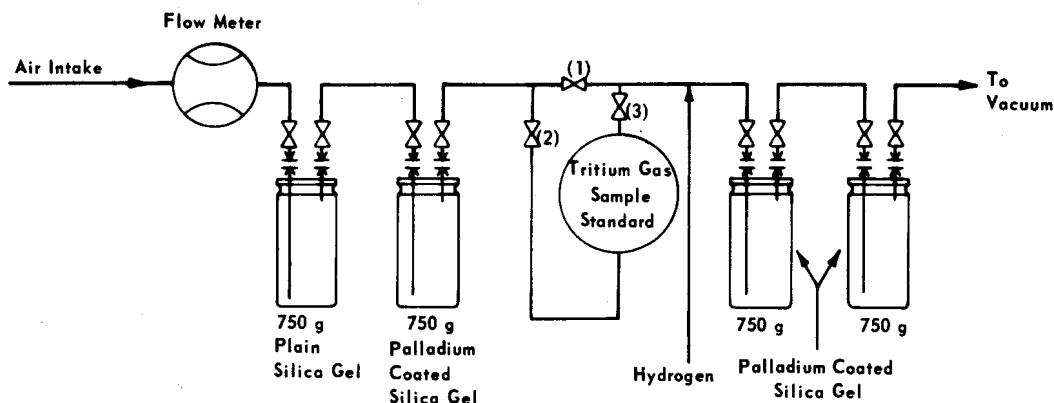 Flow Meter
Air Intake
(1)
To
Vacuum
(2)
(3)
Tritium Gas
Sample
Standard
750 g
Plain
Silica Gel
750 g
Palladium
Coated
Silica Gel
Hydrogen
750 g
750 g
Palladium Coated
Silica Gel